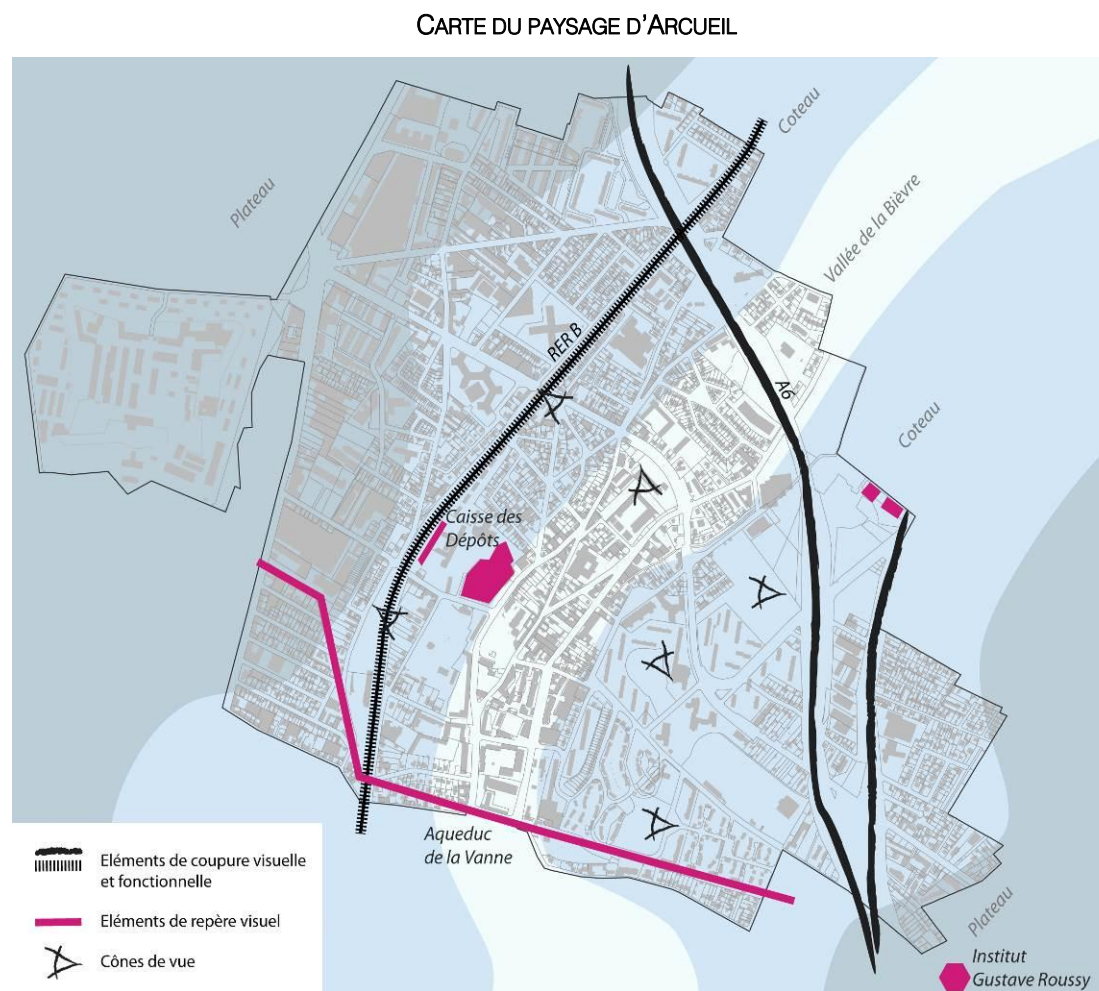 CARTE DU PAYSAGE D'ARCUEIL
Coteau
Plateau
Vallée de la Bièvre
RER B
A6
Coteau
Caisse des
Dépôts
Aqueduc
de la Vanne
Plateau
Institut
Gustave Roussy
Eléments de coupure visuelle
et fonctionnelle
Eléments de repère visuel
Cônes de vue